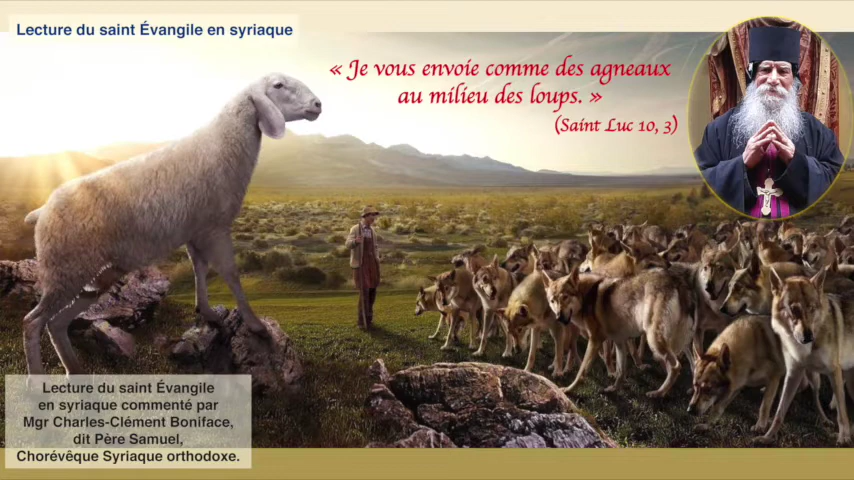 Lecture du saint Évangile en syriaque
« Je vous envoie comme des agneaux
au milieu des loups. »
(Saint Luc 10, 3)
Lecture du saint Évangile
en syriaque commenté par
Mgr Charles-Clément Boniface,
dit Père Samuel,
Chorévêque Syriaque orthodoxe.